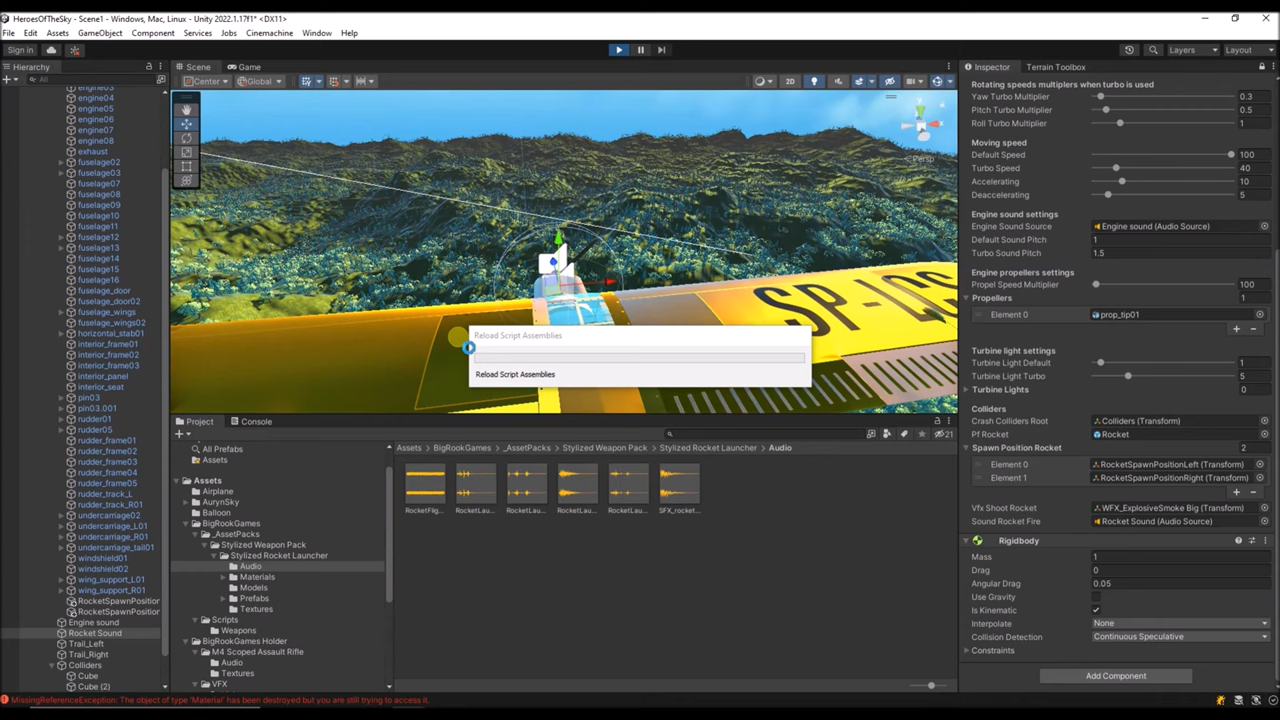 HeroesOfTheSky - Scene1 - Windows, Mac, Linux - Unity 2022.1.17f1* <DX11>
File Edit Assets GameObject Component Services Jobs Cinemachine Window Help
Sign in
Layers
Layout
Hierarchy
All
Scene
Game
Center
Global
2D
Persp
SP-LCS
engine03
engine04
engine05
engine06
engine07
engine08
exhaust
fuselage02
fuselage03
fuselage07
fuselage08
fuselage09
fuselage10
fuselage11
fuselage12
fuselage13
fuselage14
fuselage15
fuselage16
fuselage_door
fuselage_door02
fuselage_wings
fuselage_wings02
horizontal_stab01
interior_frame01
interior_frame02
interior_frame03
interior_panel
interior_seat
pin03
pin03.001
rudder01
rudder05
rudder_frame01
rudder_frame02
rudder_frame03
rudder_frame04
rudder_frame05
rudder_track_L
rudder_track_R01
undercarriage02
undercarriage_L01
undercarriage_R01
undercarriage_tail01
windshield01
windshield02
wing_support_L01
wing_support_R01
RocketSpawnPosition
RocketSpawnPosition
Engine sound
Rocket Sound
Trail_Left
Trail_Right
Colliders
Cube
Cube (2)
Reload Script Assemblies
Reload Script Assemblies
Project
Console
21
All Prefabs
Assets
Assets
Airplane
AurynSky
Balloon
BigRookGames
_AssetPacks
Stylized Weapon Pack
Stylized Rocket Launcher
Audio
Materials
Models
Prefabs
Textures
Scripts
Weapons
BigRookGames Holder
M4 Scoped Assault Rifle
Audio
Textures
VFX
Assets > BigRookGames > _AssetPacks > Stylized Weapon Pack > Stylized Rocket Launcher > Audio
RocketFlig...
RocketLau...
RocketLau...
RocketLau...
RocketLau...
SFX_rocket...
Inspector
Terrain Toolbox
Rotating speeds multipliers when turbo is used
Yaw Turbo Multiplier 0.3
Pitch Turbo Multiplier 0.5
Roll Turbo Multiplier 1
Moving speed
Default Speed 100
Turbo Speed 40
Accelerating 10
Deaccelerating 5
Engine sound settings
Engine Sound Source Engine sound (Audio Source)
Default Sound Pitch 1
Turbo Sound Pitch 1.5
Engine propellers settings
Propel Speed Multiplier 100
Propellers 1
Element 0 prop_tip01
Turbine light settings
Turbine Light Default 1
Turbine Light Turbo 5
Turbine Lights 0
Colliders
Crash Colliders Root Colliders (Transform)
Pf Rocket Rocket
Spawn Position Rocket 2
Element 0 RocketSpawnPositionLeft (Transform)
Element 1 RocketSpawnPositionRight (Transform)
Vfx Shoot Rocket WFX_ExplosiveSmoke Big (Transform)
Sound Rocket Fire Rocket Sound (Audio Source)
Rigidbody
Mass 1
Drag 0
Angular Drag 0.05
Use Gravity
Is Kinematic
Interpolate None
Collision Detection Continuous Speculative
Constraints
Add Component
MissingReferenceException: The object of type 'Material' has been destroyed but you are still trying to access it.